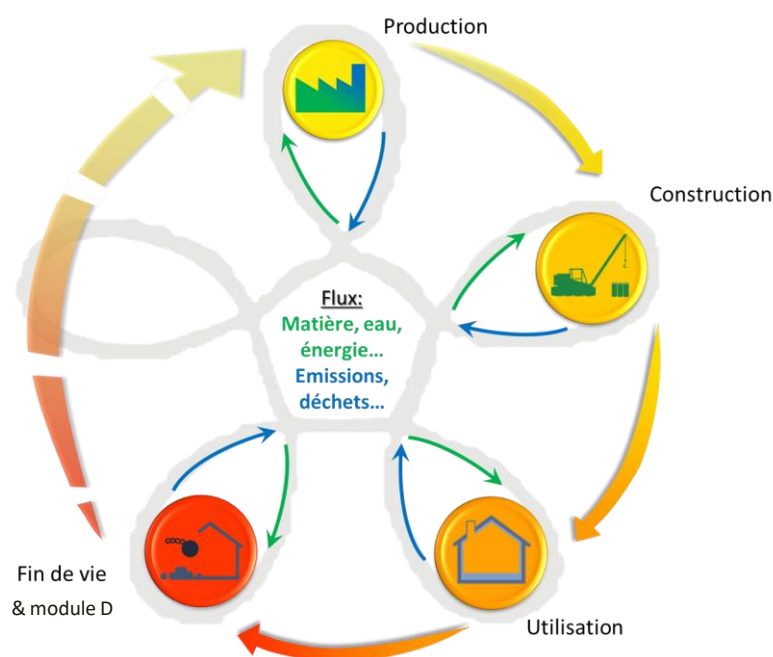 Production
Construction
Flux:
Matière, eau,
énergie...
Emissions,
déchets...
Fin de vie
& module D
Utilisation